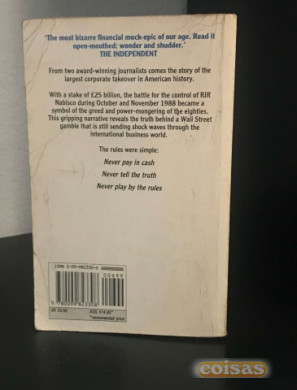 'The most bizarre financial mock-epic of our age. Read it
open-mouthed; wonder and shudder.'
THE INDEPENDENT
From two award-winning journalists comes the story of the
largest corporate takeover in American history.
With a stake of £25 billion, the battle for the control of RJR
Nabisco during October and November 1988 became a
symbol of the greed and power-mongering of the eighties.
This gripping narrative reveals the truth behind a Wall Street
gamble that is still sending shock waves through the
international business world.
The rules were simple:
Never pay in cash
Never tell the truth
Never play by the rules
00699
coisas